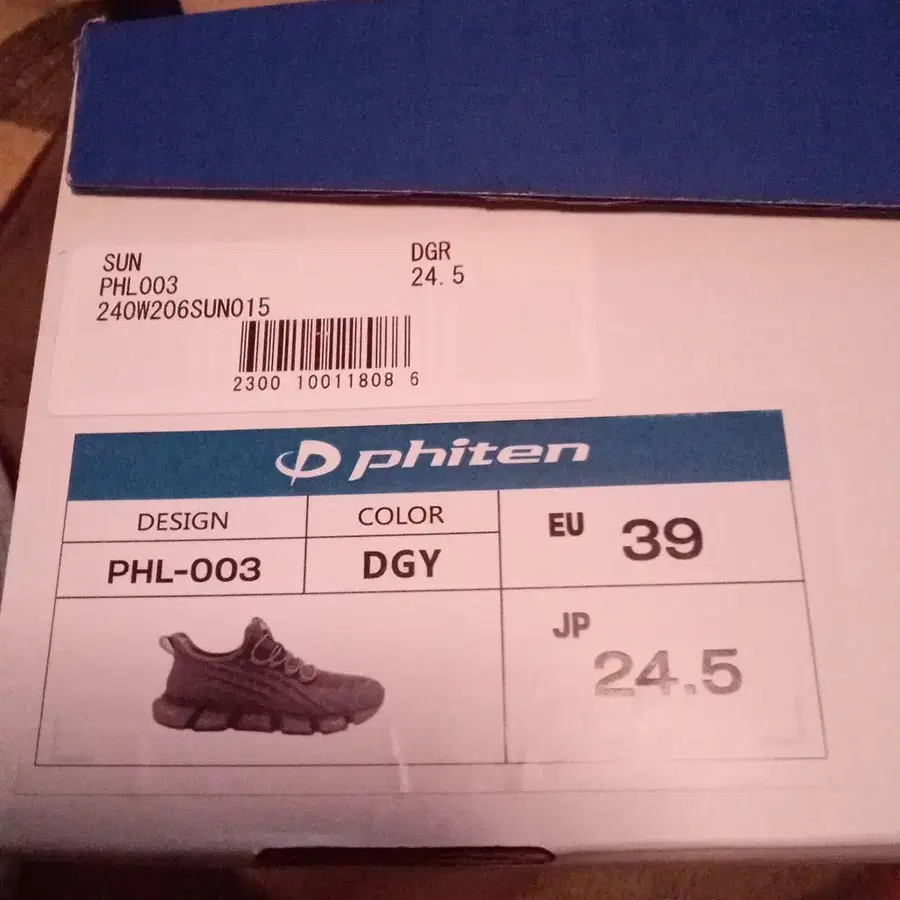 SUN DGR
PHL003 24.5
240W206SUN015
2300 10011808 6
phiten
DESIGN COLOR EU 39
PHL-003 DGY
JP 24.5